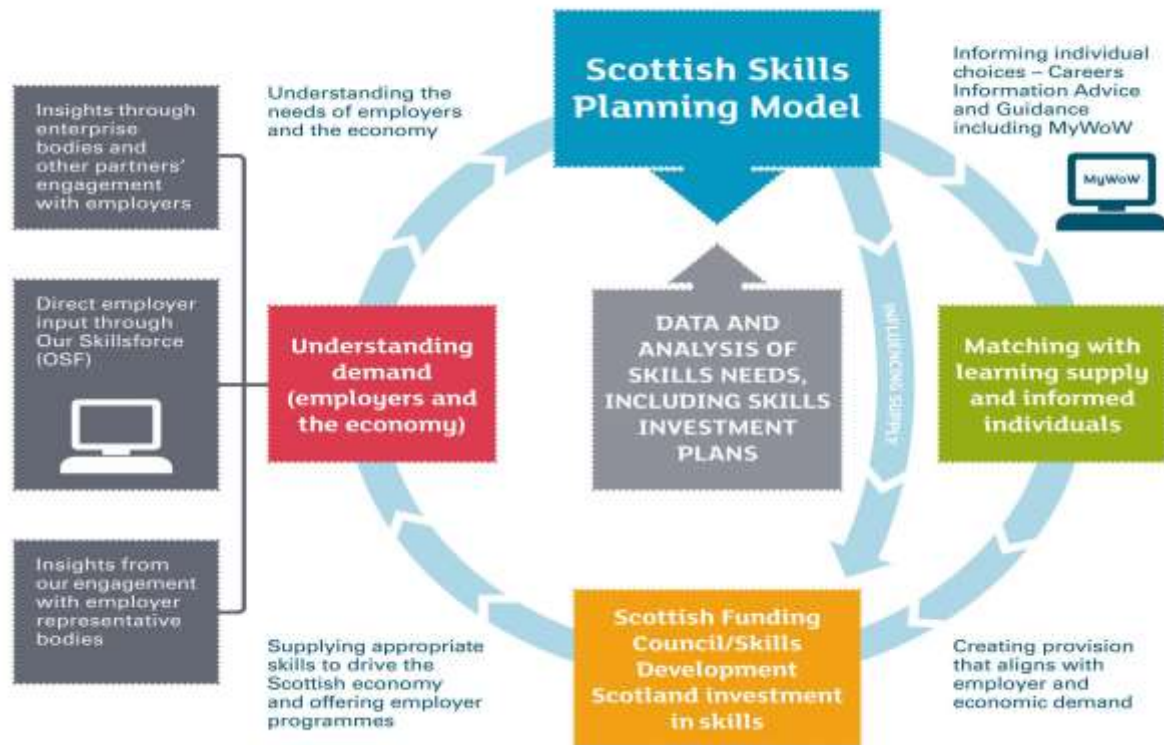 Scottish Skills
Planning Model
Informing individual
choices – Careers
Information Advice
and Guidance
including MyWoW
MyWoW
Understanding the
needs of employers
and the economy
Insights through
enterprise
bodies and
other partners'
engagement
with employers
Direct employer
input through
Our Skillsforce
(OSF)
Insights from
our engagement
with employer
representative
bodies
Understanding
demand
(employers and
the economy)
DATA AND
ANALYSIS OF
SKILLS NEEDS,
INCLUDING SKILLS
INVESTMENT
PLANS
INFLUENCING SUPPLY
Matching with
learning supply
and informed
individuals
Supplying appropriate
skills to drive the
Scottish economy
and offering employer
programmes
Scottish Funding
Council/Skills
Development
Scotland investment
in skills
Creating provision
that aligns with
employer and
economic demand